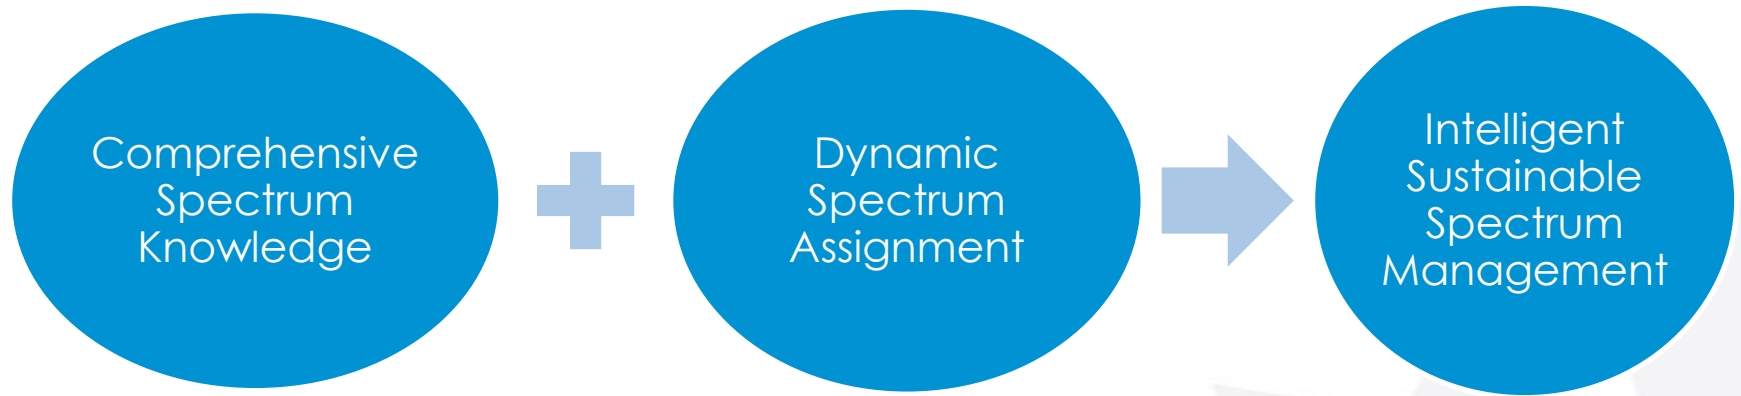 Comprehensive
Spectrum
Knowledge
Dynamic
Spectrum
Assignment
Intelligent
Sustainable
Spectrum
Management